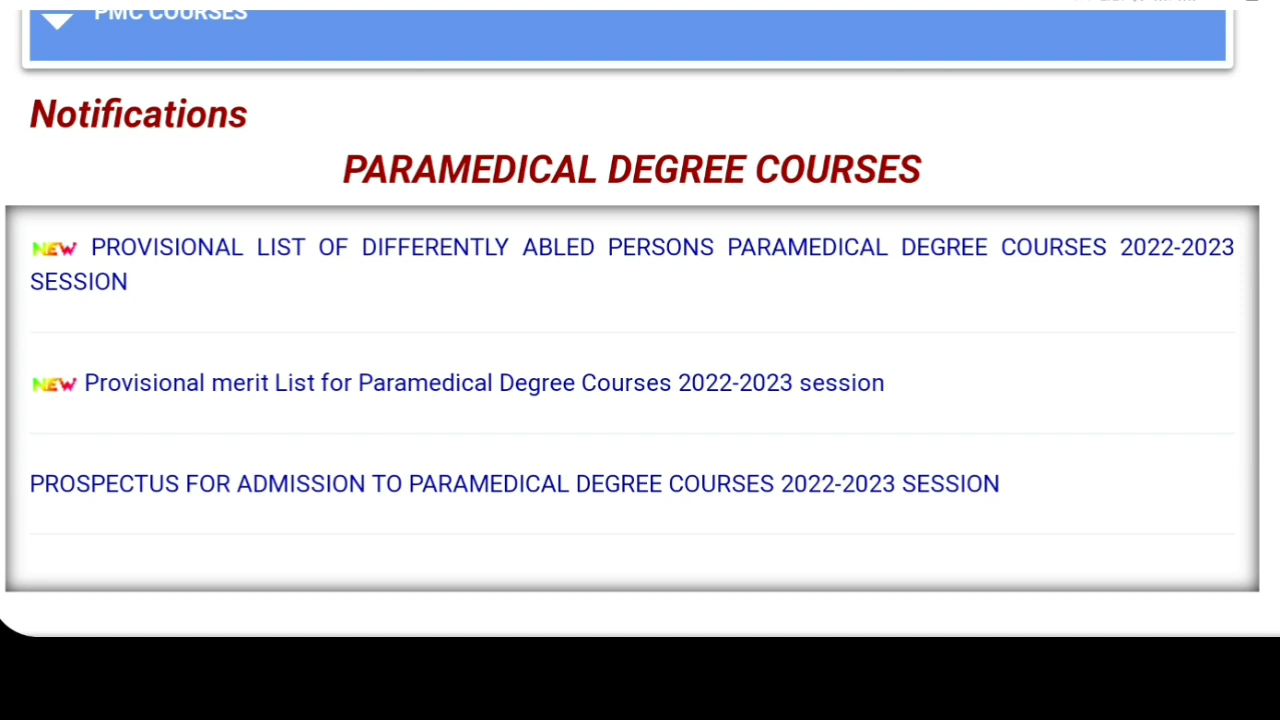 PMC COURSES
Notifications
PARAMEDICAL DEGREE COURSES
NEW PROVISIONAL LIST OF DIFFERENTLY ABLED PERSONS PARAMEDICAL DEGREE COURSES 2022-2023
SESSION
NEW Provisional merit List for Paramedical Degree Courses 2022-2023 session
PROSPECTUS FOR ADMISSION TO PARAMEDICAL DEGREE COURSES 2022-2023 SESSION